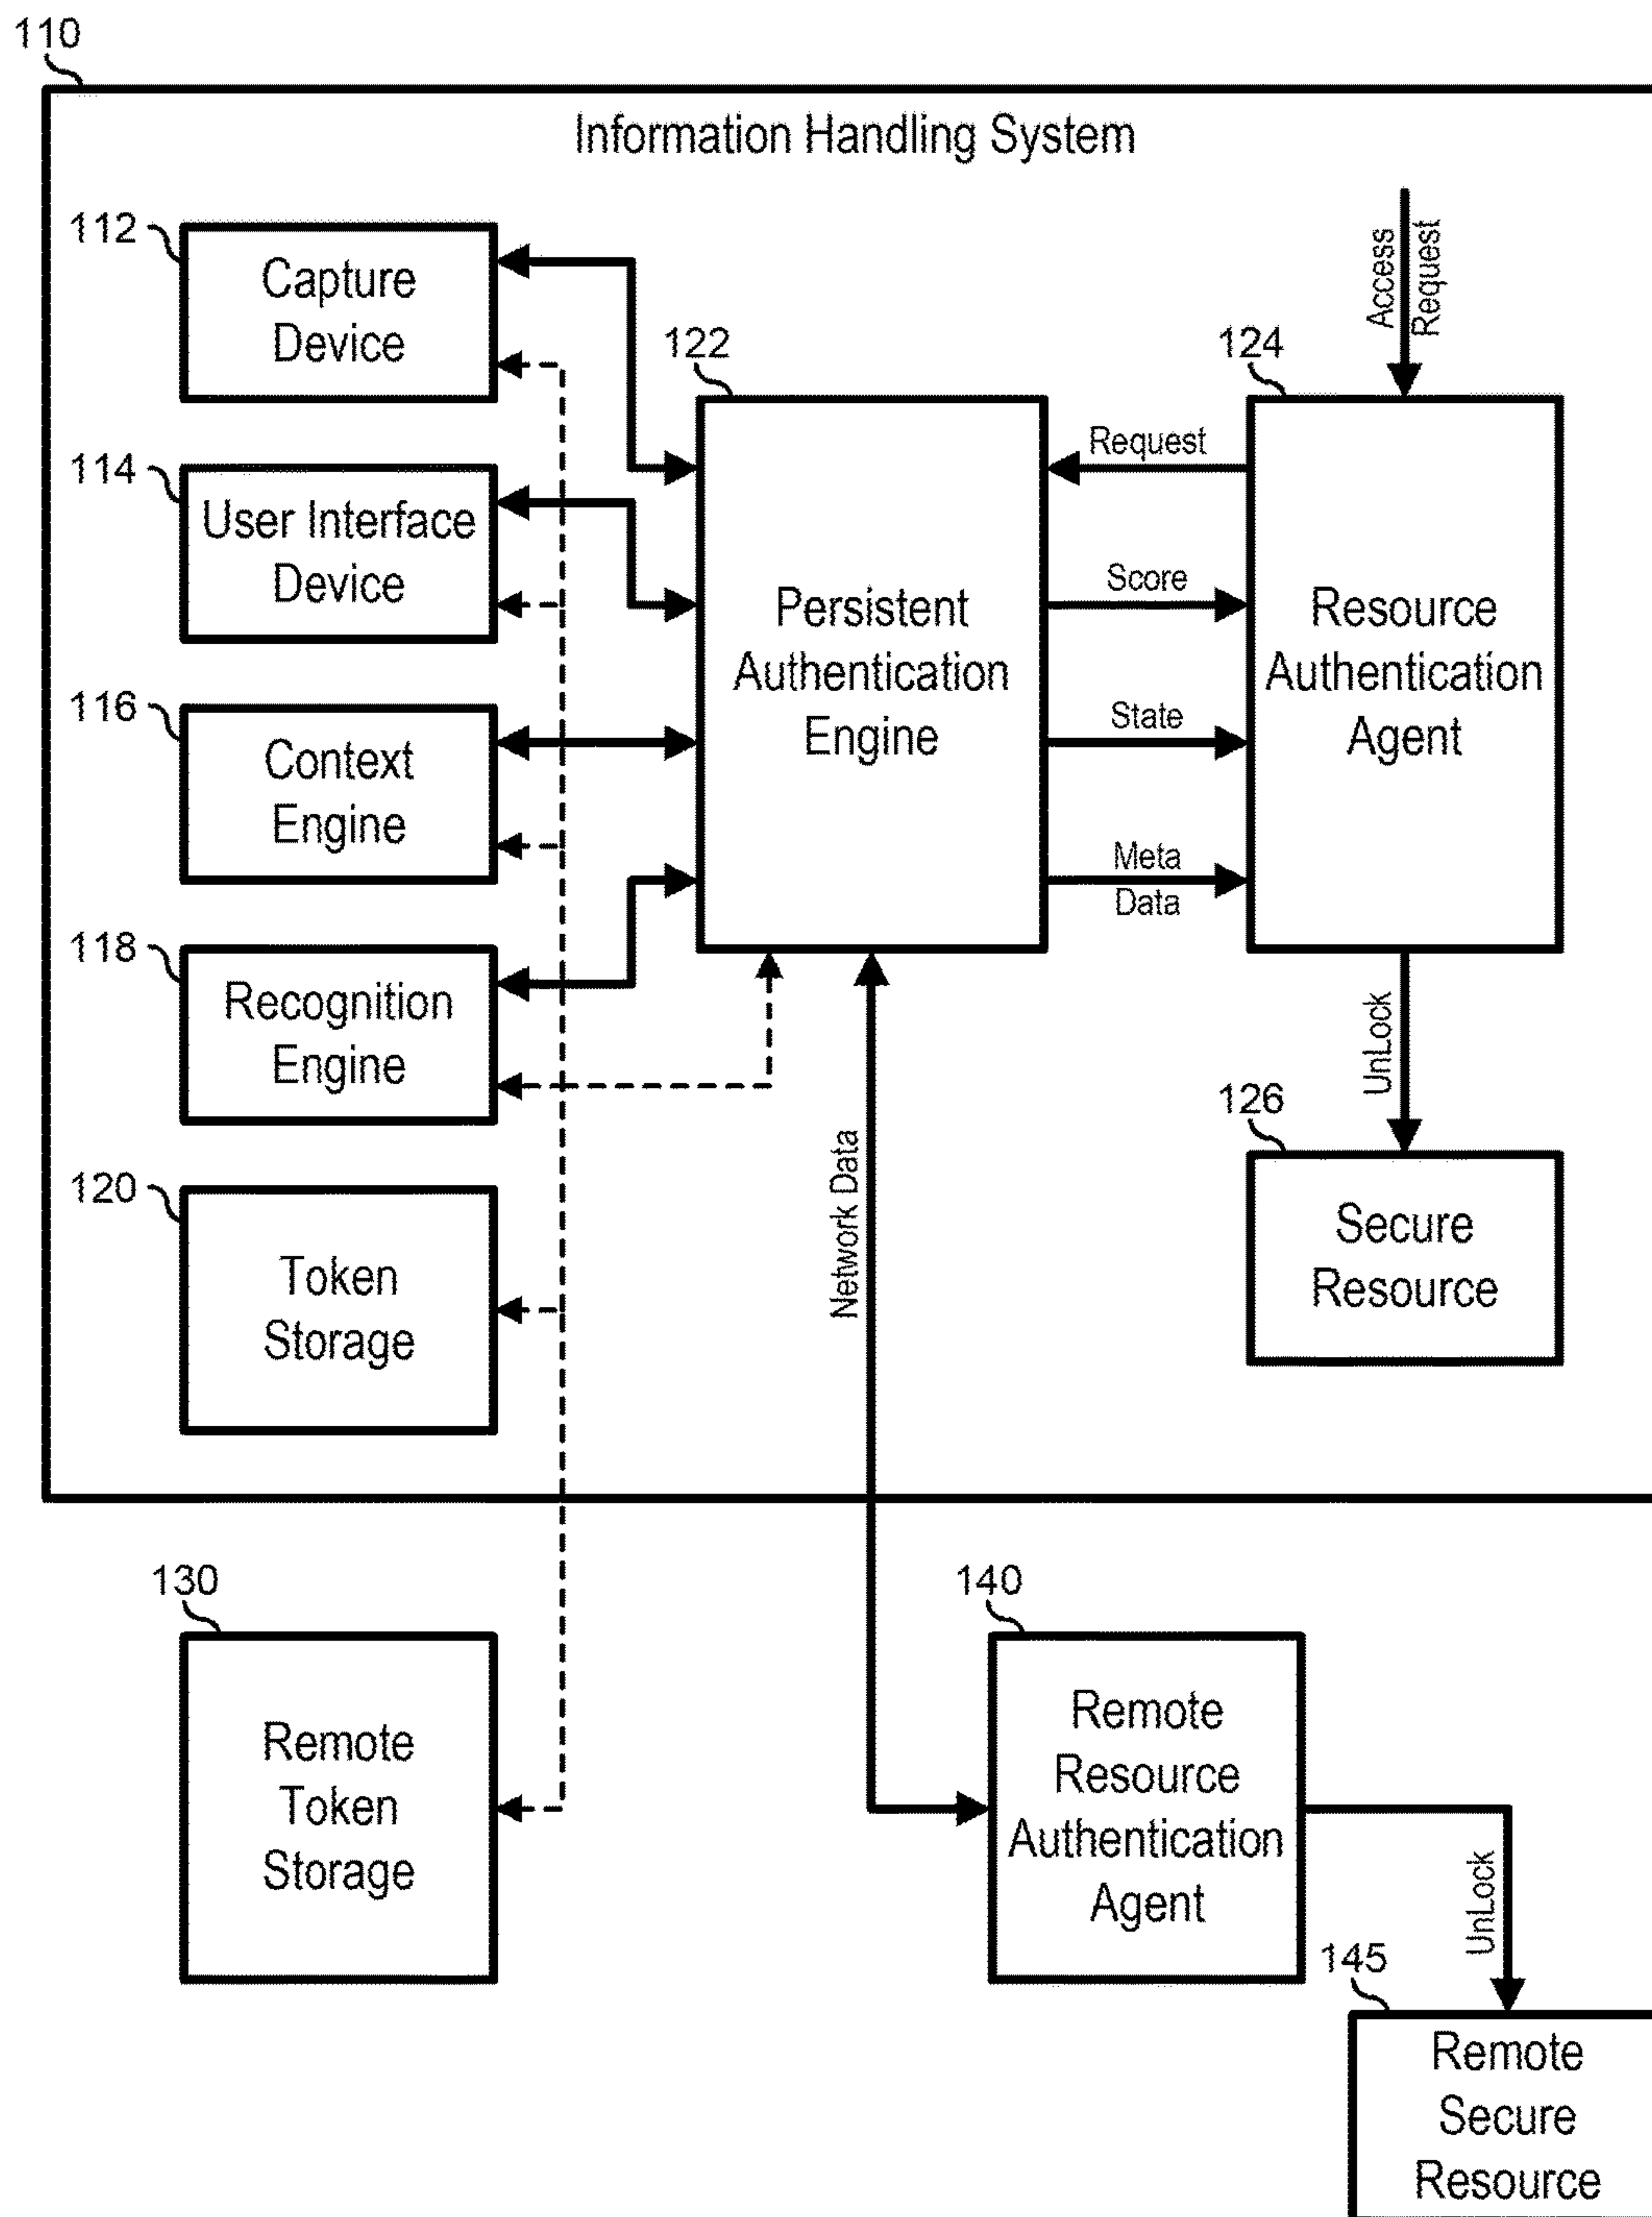 110
Information Handling System
112
Capture
Device
Access
Request
122
124
114
User Interface
Device
Request
Score
State
Meta
Data
Persistent
Authentication
Engine
Resource
Authentication
Agent
116
Context
Engine
118
Recognition
Engine
UnLock
126
Secure
Resource
120
Token
Storage
Network Data
130
Remote
Token
Storage
140
Remote
Resource
Authentication
Agent
UnLock
145
Remote
Secure
Resource